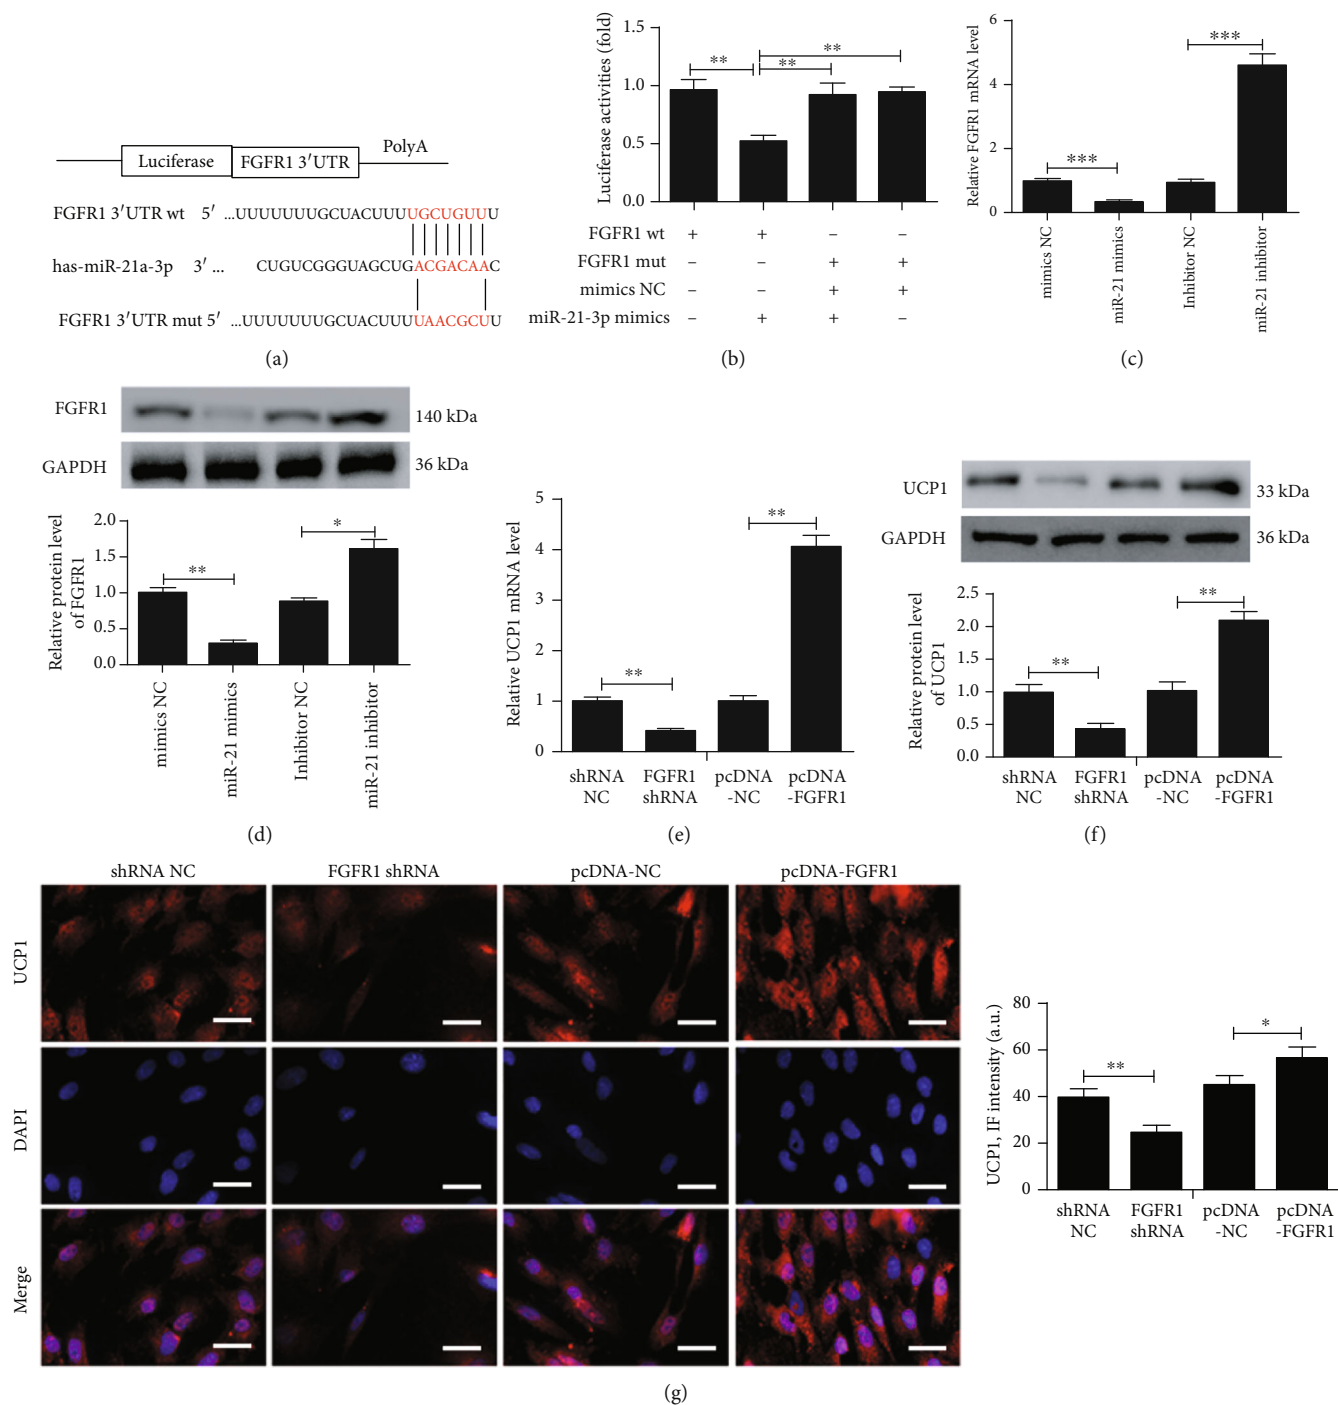 Luciferase
FGFR1 3′UTR
PolyA
FGFR1 3′UTR wt 5′ ...UUUUUUUGCUACUUUUGCUGUUU
has-miR-21a-3p 3′ ... CUGUCGGGUAGCUGACGACAAC
FGFR1 3′UTR mut 5′ ...UUUUUUUGCUACUUUUAACGCUU
(a)
Luciferase activities (fold)
1.5
1.0
0.5
0.0
**
**
**
FGFR1 wt + + – –
FGFR1 mut – – + +
mimics NC – – + +
miR-21-3p mimics – + + –
(b)
Relative FGFR1 mRNA level
6
4
2
0
***
***
mimics NC
miR-21 mimics
Inhibitor NC
miR-21 inhibitor
(c)
FGFR1
140 kDa
GAPDH
36 kDa
Relative protein level
of FGFR1
2.0
1.5
1.0
0.5
0.0
**
*
mimics NC
miR-21 mimics
Inhibitor NC
miR-21 inhibitor
(d)
Relative UCP1 mRNA level
5
4
3
2
1
0
**
**
shRNA FGFR1 pcDNA pcDNA
NC shRNA -NC -FGFR1
(e)
UCP1
33 kDa
GAPDH
36 kDa
Relative protein level
of UCP1
2.5
2.0
1.5
1.0
0.5
0.0
**
**
shRNA FGFR1 pcDNA pcDNA
NC shRNA -NC -FGFR1
(f)
shRNA NC FGFR1 shRNA pcDNA-NC pcDNA-FGFR1
UCP1
DAPI
Merge
UCP1, IF intensity (a.u.)
80
60
40
20
0
**
*
shRNA FGFR1 pcDNA pcDNA
NC shRNA -NC -FGFR1
(g)